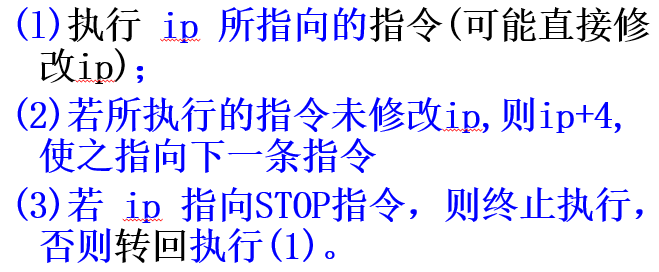 (1)执行 ip 所指向的指令(可能直接修
改ip)；
(2)若所执行的指令未修改ip,则ip+4,
使之指向下一条指令
(3)若 ip 指向STOP指令，则终止执行，
否则转回执行(1)。